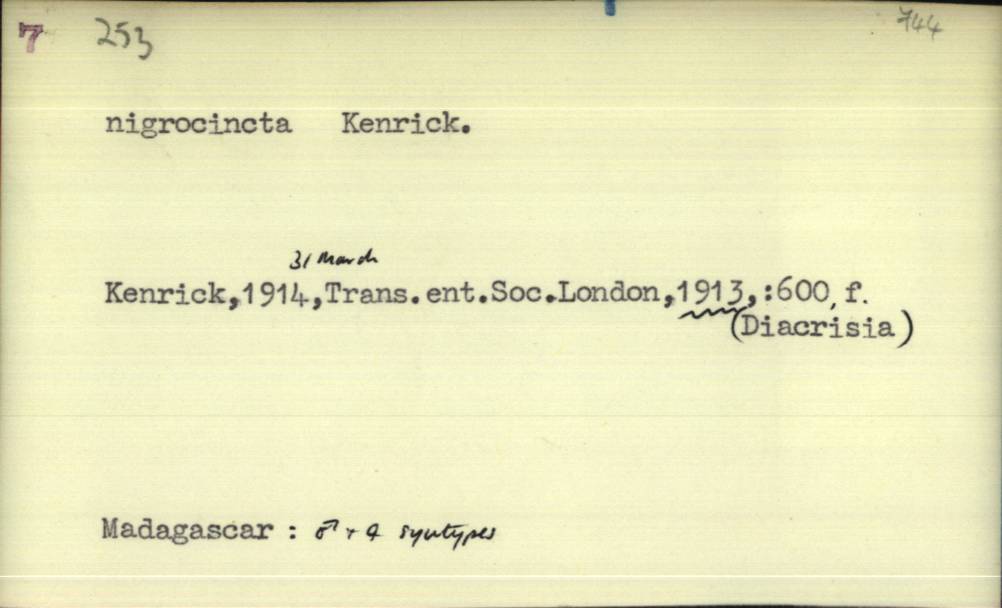 7 253 744
nigrocincta Kenrick.
31 March
Kenrick,1914,Trans.ent.Soc.London,1913,:600, f.
(Diacrisia)
Madagascar : ♂ + ♀ syntypes